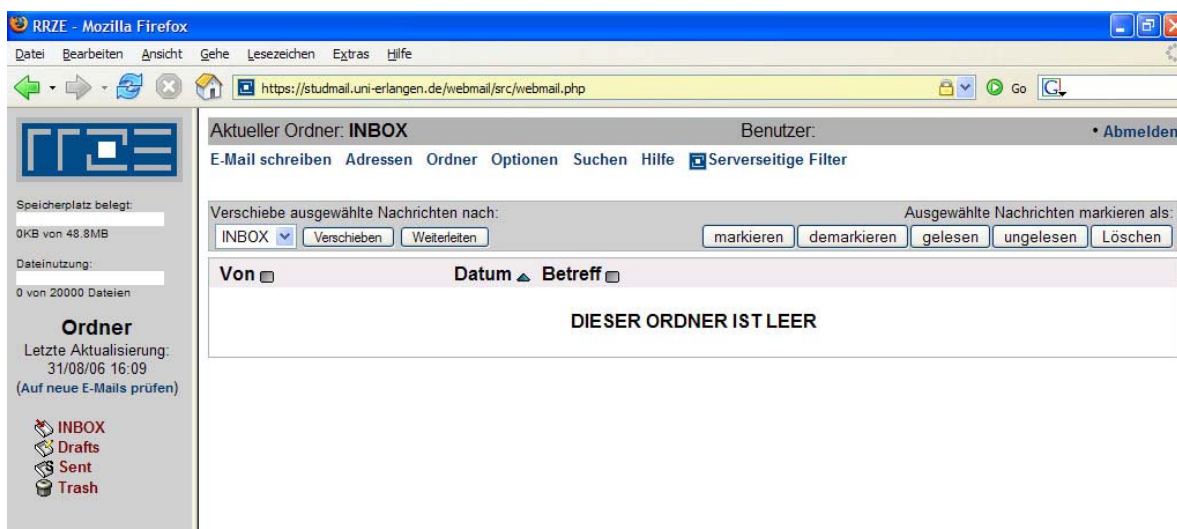 RRZE - Mozilla Firefox
Datei Bearbeiten Ansicht Gehe Lesezeichen Extras Hilfe
https://studmail.uni-erlangen.de/webmail/src/webmail.php Go G
rrze
Speicherplatz belegt:
0KB von 48.8MB
Dateinutzung:
0 von 20000 Dateien
Ordner
Letzte Aktualisierung:
31/08/06 16:09
(Auf neue E-Mails prüfen)
INBOX
Drafts
Sent
Trash
Aktueller Ordner: INBOX Benutzer: • Abmelden
E-Mail schreiben Adressen Ordner Optionen Suchen Hilfe Serverseitige Filter
Verschiebe ausgewählte Nachrichten nach: Ausgewählte Nachrichten markieren als:
INBOX Verschieben Weiterleiten markieren demarkieren gelesen ungelesen Löschen
Von Datum Betreff
DIESER ORDNER IST LEER